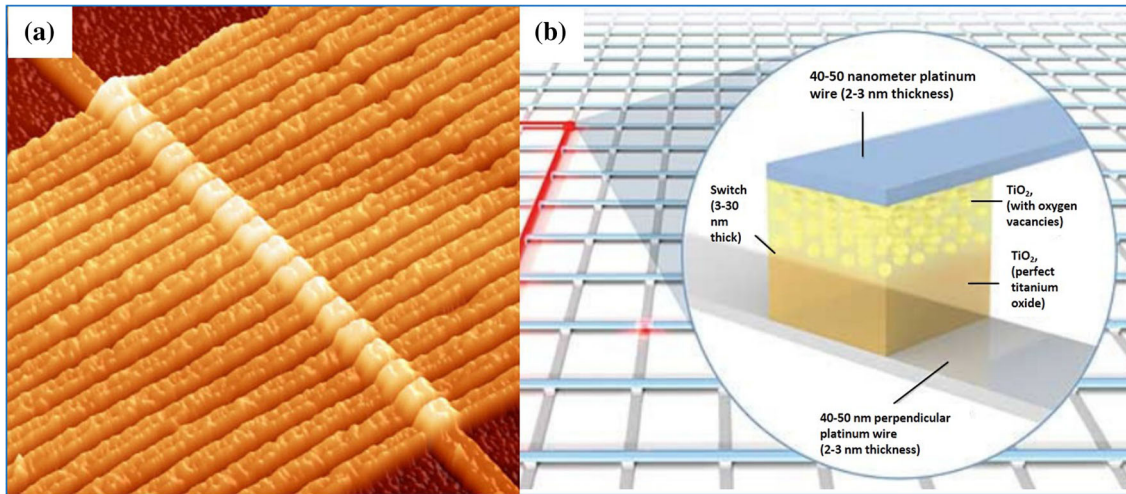 (a)
(b)
40-50 nanometer platinum
wire (2-3 nm thickness)
Switch
(3-30
nm
thick)
TiO₂,
(with oxygen
vacancies)
TiO₂,
(perfect
titanium
oxide)
40-50 nm perpendicular
platinum wire
(2-3 nm thickness)